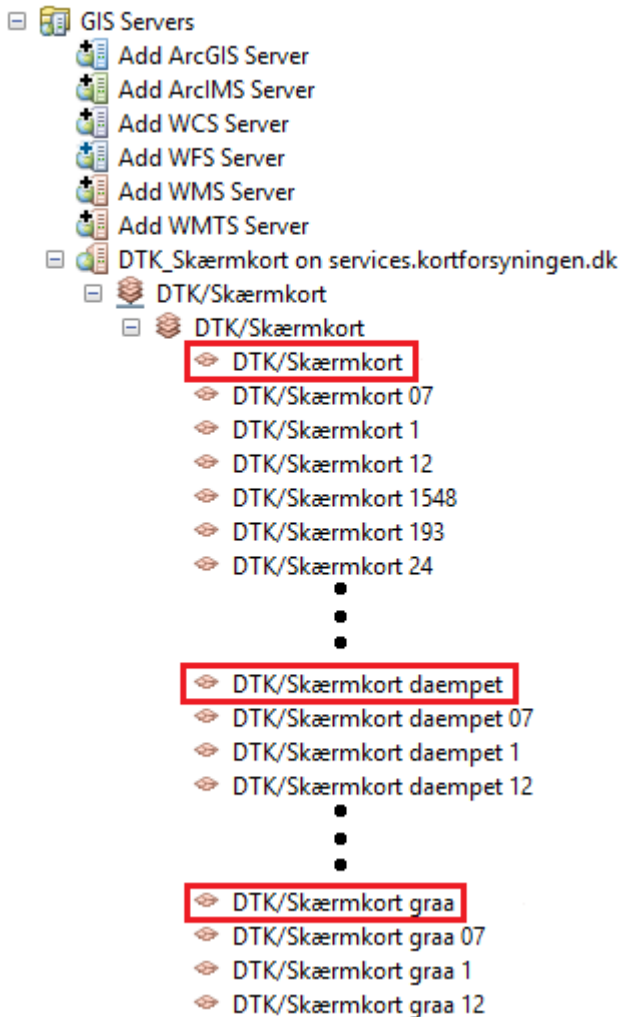 GIS Servers
Add ArcGIS Server
Add ArcIMS Server
Add WCS Server
Add WFS Server
Add WMS Server
Add WMTS Server
DTK_Skærmkort on services.kortforsyningen.dk
DTK/Skærmkort
DTK/Skærmkort
DTK/Skærmkort
DTK/Skærmkort 07
DTK/Skærmkort 1
DTK/Skærmkort 12
DTK/Skærmkort 1548
DTK/Skærmkort 193
DTK/Skærmkort 24
DTK/Skærmkort daempet
DTK/Skærmkort daempet 07
DTK/Skærmkort daempet 1
DTK/Skærmkort daempet 12
DTK/Skærmkort graa
DTK/Skærmkort graa 07
DTK/Skærmkort graa 1
DTK/Skærmkort graa 12